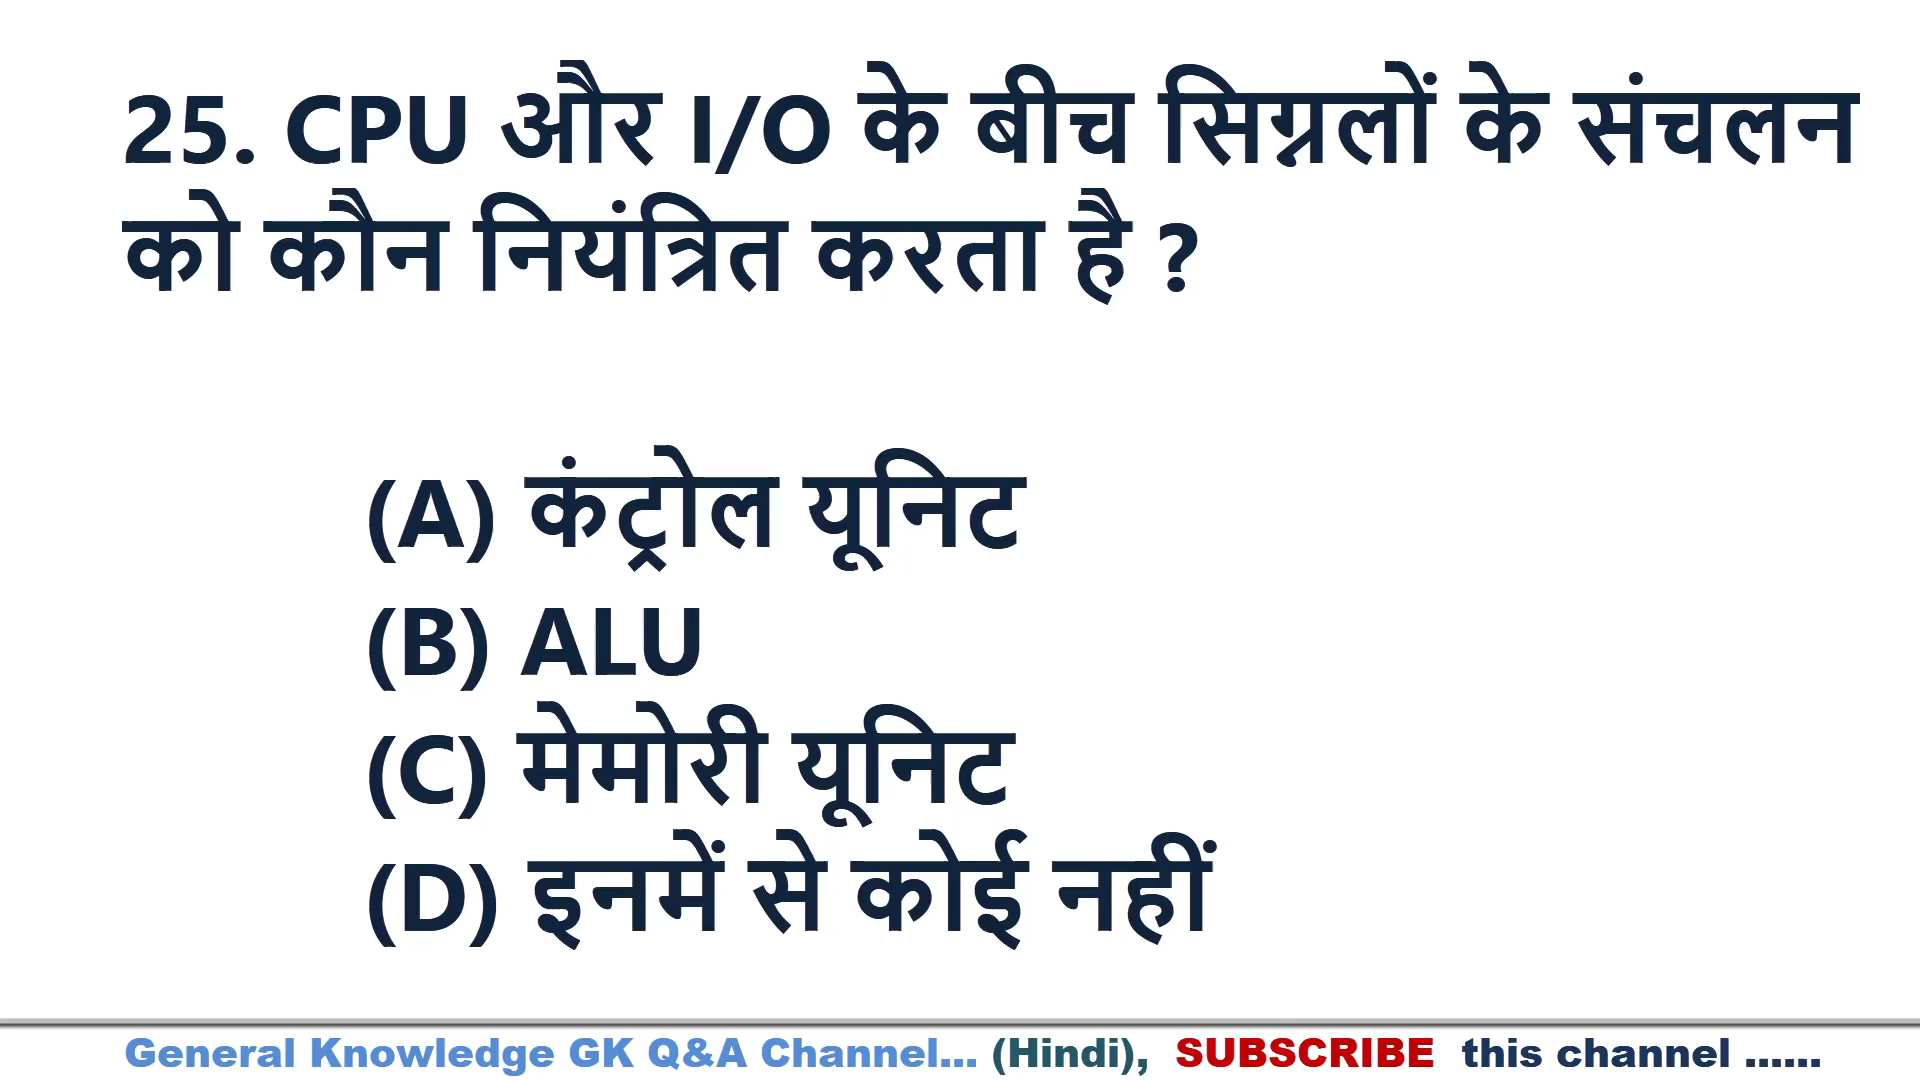 25. CPU और I/O के बीच सिग्नलों के संचलन
को कौन नियंत्रित करता है ?
(A) कंट्रोल यूनिट
(B) ALU
(C) मेमोरी यूनिट
(D) इनमें से कोई नहीं
General Knowledge GK Q&A Channel... (Hindi), SUBSCRIBE this channel ......